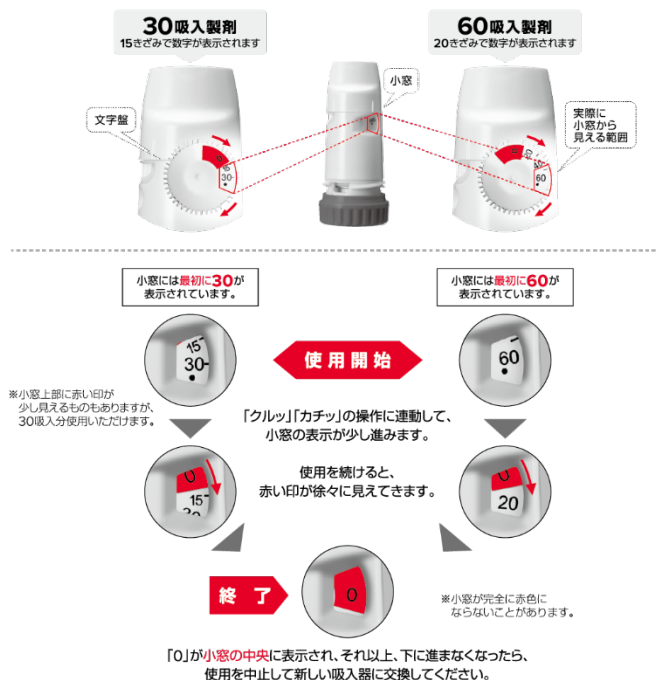 30吸入製剤
15きざみで数字が表示されます
60吸入製剤
20きざみで数字が表示されます
小窓
文字盤
実際に
小窓から
見える範囲
30
60
小窓には最初に30が
表示されています。
小窓には最初に60が
表示されています。
15
30
使用開始
60
※小窓上部に赤い印が
少し見えるものもありますが、
30吸入分使用いただけます。
「クルッ」「カチッ」の操作に連動して、
小窓の表示が少し進みます。
使用を続けると、
赤い印が徐々に見えてきます。
0
15
0
20
終了
0
※小窓が完全に赤色に
ならないことがあります。
「0」が小窓の中央に表示され、それ以上、下に進まなくなったら、
使用を中止して新しい吸入器に交換してください。